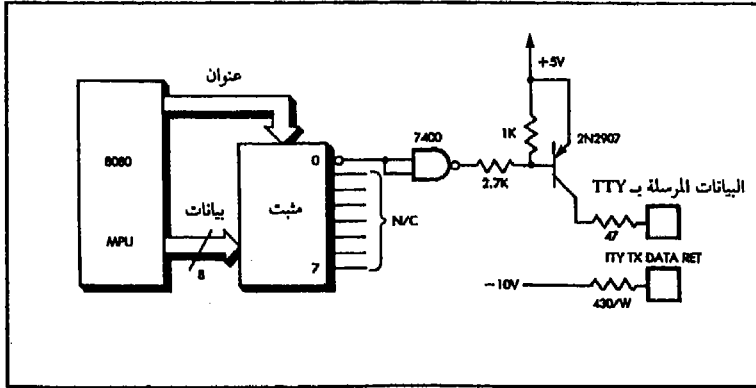 +5V
عنوان
7400
1K
2N2907
8080
0
البيانات المرسلة بـ TTY
2.7K
مثبت
بيانات
N/C
47
MPU
TTY TX DATA RET
8
7
−10V
430/W